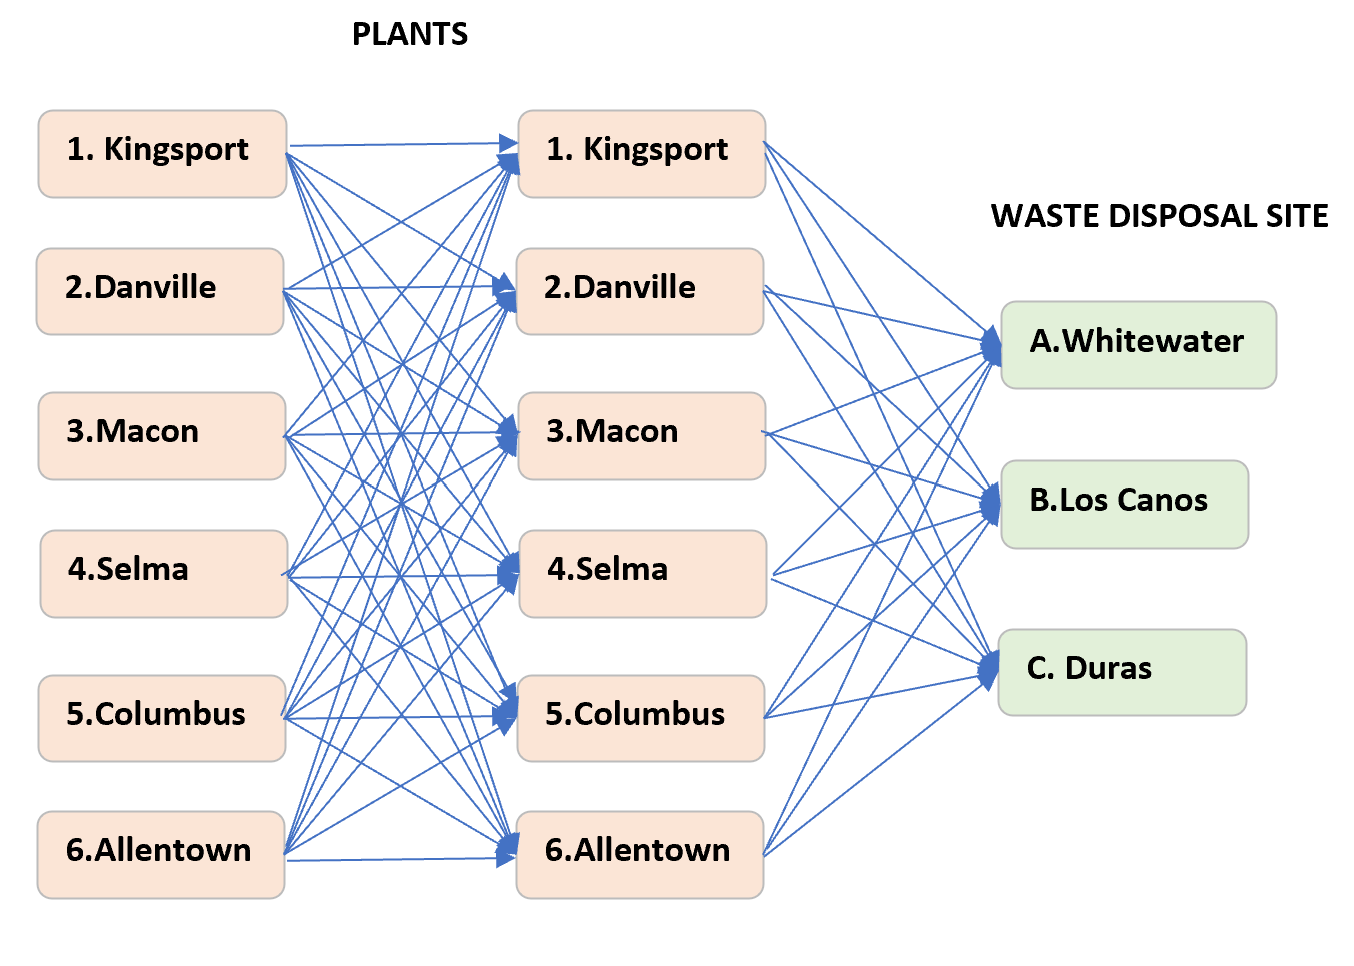 PLANTS
1. Kingsport
1. Kingsport
WASTE DISPOSAL SITE
2.Danville
2.Danville
A.Whitewater
3.Macon
3.Macon
B.Los Canos
4.Selma
4.Selma
C. Duras
5.Columbus
5.Columbus
6.Allentown
6.Allentown